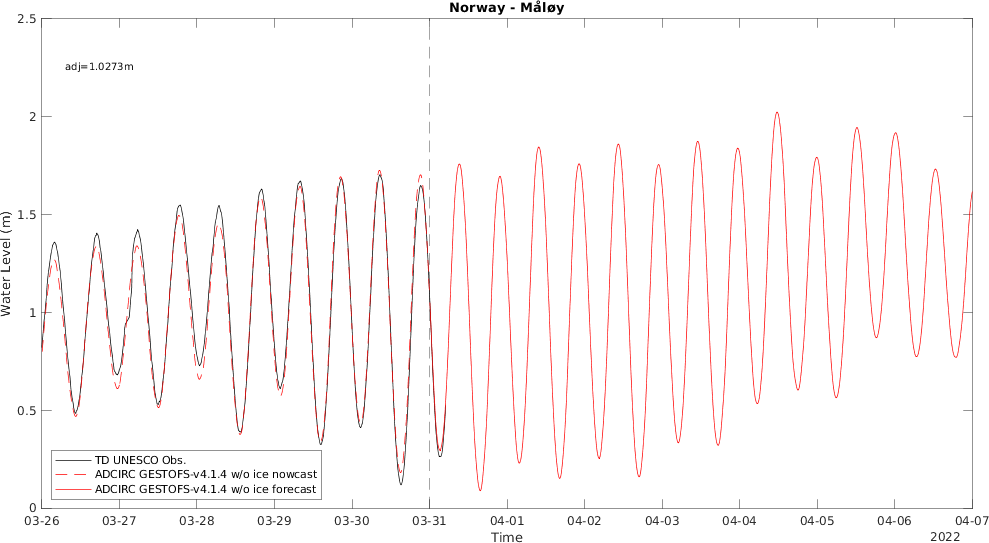 Norway - Måløy
2.5
adj=1.0273m
2
1.5
Water Level (m)
1
0.5
TD UNESCO Obs.
ADCIRC GESTOFS-v4.1.4 w/o ice nowcast
ADCIRC GESTOFS-v4.1.4 w/o ice forecast
0
03-26 03-27 03-28 03-29 03-30 03-31 04-01 04-02 04-03 04-04 04-05 04-06 04-07
Time
2022